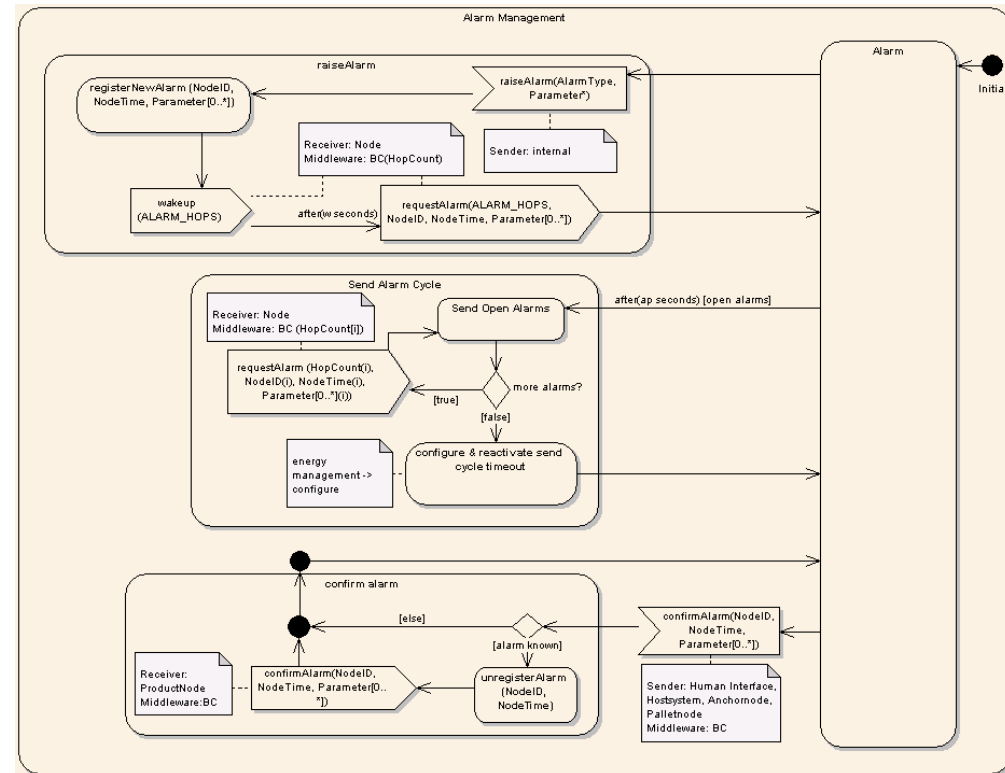 Alarm Management
Alarm
Initia
raiseAlarm
registerNewAlarm (NodeID,
NodeTime, Parameter[0..*])
raiseAlarm(AlarmType,
Parameter*)
Receiver: Node
Middleware: BC(HopCount)
Sender: internal
wakeup
(ALARM_HOPS)
after(w seconds)
requestAlarm(ALARM_HOPS,
NodeID, NodeTime, Parameter[0..*])
Send Alarm Cycle
Receiver: Node
Middleware: BC (HopCount[i])
Send Open Alarms
after(ap seconds) [open alarms]
requestAlarm (HopCount(i),
NodeID(i), NodeTime(i),
Parameter[0..*](i))
more alarms?
[true]
[false]
energy
management ->
configure
configure & reactivate send
cycle timeout
confirm alarm
[else]
[alarm known]
confirmAlarm(NodeID,
NodeTime,
Parameter[0..*])
Receiver:
ProductNode
Middleware:BC
confirmAlarm(NodeID,
NodeTime, Parameter[0..
*])
unregisterAlarm
(NodeID,
NodeTime)
Sender: Human Interface,
Hostsystem, Anchornode,
Palletnode
Middleware: BC